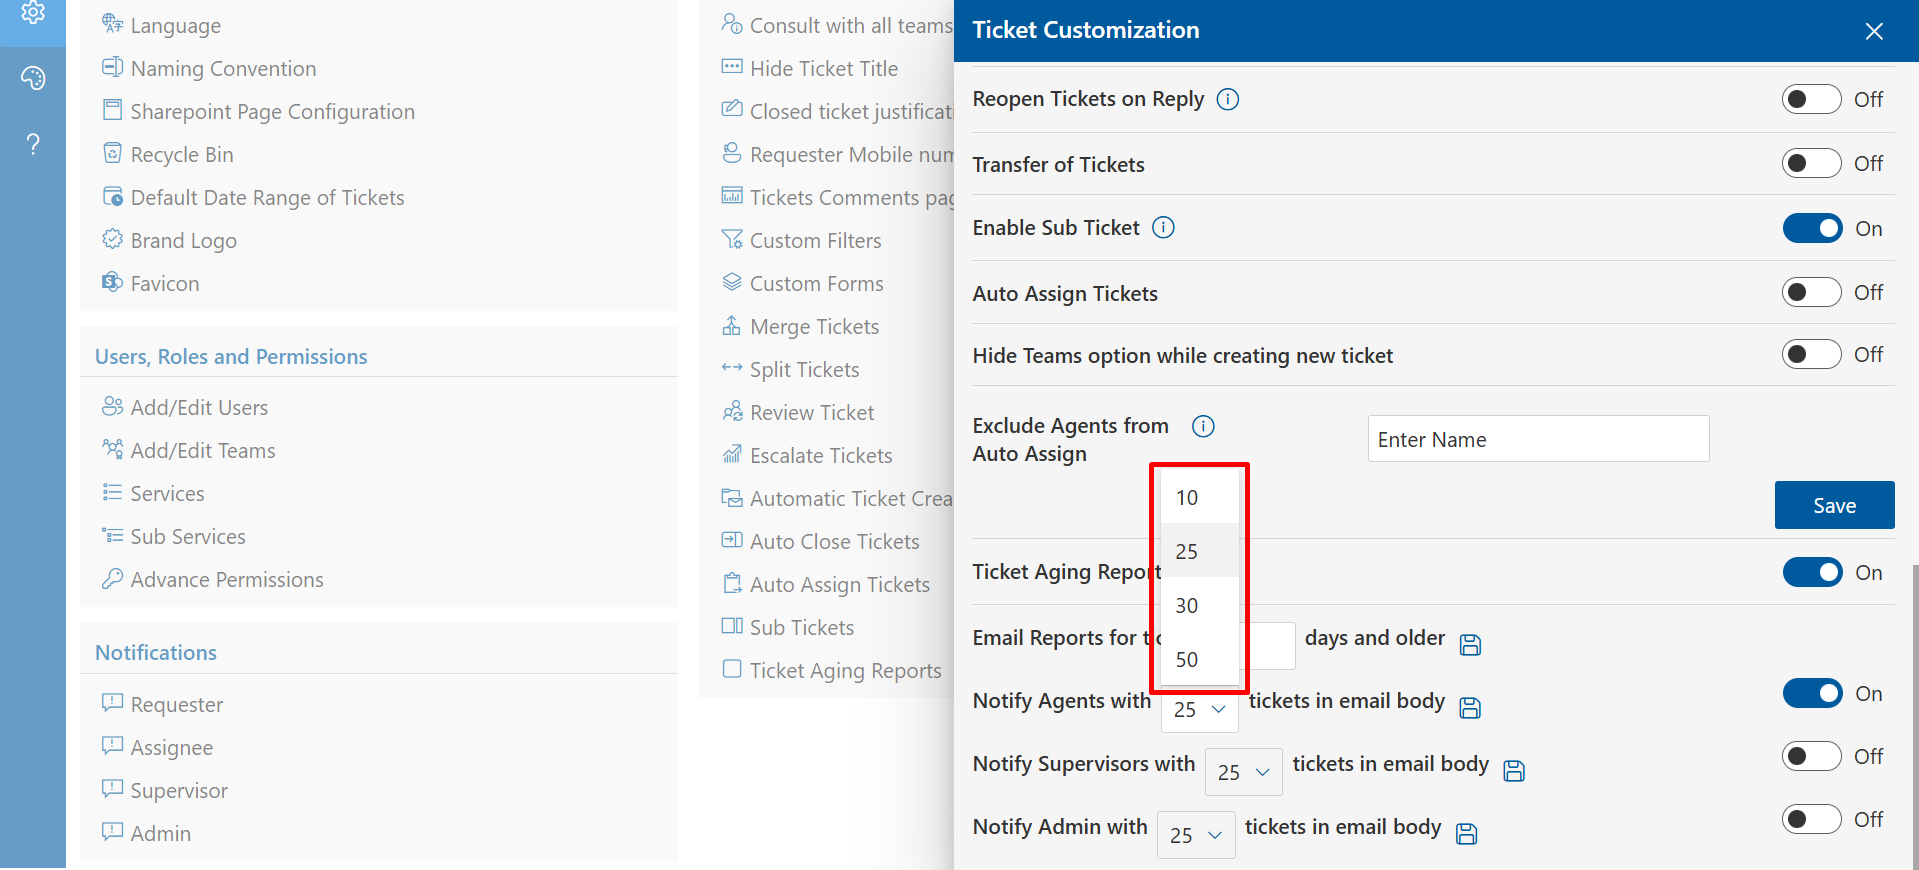 Language
Naming Convention
Sharepoint Page Configuration
Recycle Bin
Default Date Range of Tickets
Brand Logo
Favicon
Users, Roles and Permissions
Add/Edit Users
Add/Edit Teams
Services
Sub Services
Advance Permissions
Notifications
Requester
Assignee
Supervisor
Admin
Consult with all teams
Hide Ticket Title
Closed ticket justificati
Requester Mobile num
Tickets Comments pag
Custom Filters
Custom Forms
Merge Tickets
Split Tickets
Review Ticket
Escalate Tickets
Automatic Ticket Crea
Auto Close Tickets
Auto Assign Tickets
Sub Tickets
Ticket Aging Reports
Ticket Customization
Reopen Tickets on Reply Off
Transfer of Tickets Off
Enable Sub Ticket On
Auto Assign Tickets Off
Hide Teams option while creating new ticket Off
Exclude Agents from
Auto Assign
Enter Name
10
25
30
50
Save
Ticket Aging Report On
Email Reports for tic days and older
Notify Agents with 25 tickets in email body On
Notify Supervisors with 25 tickets in email body Off
Notify Admin with 25 tickets in email body Off